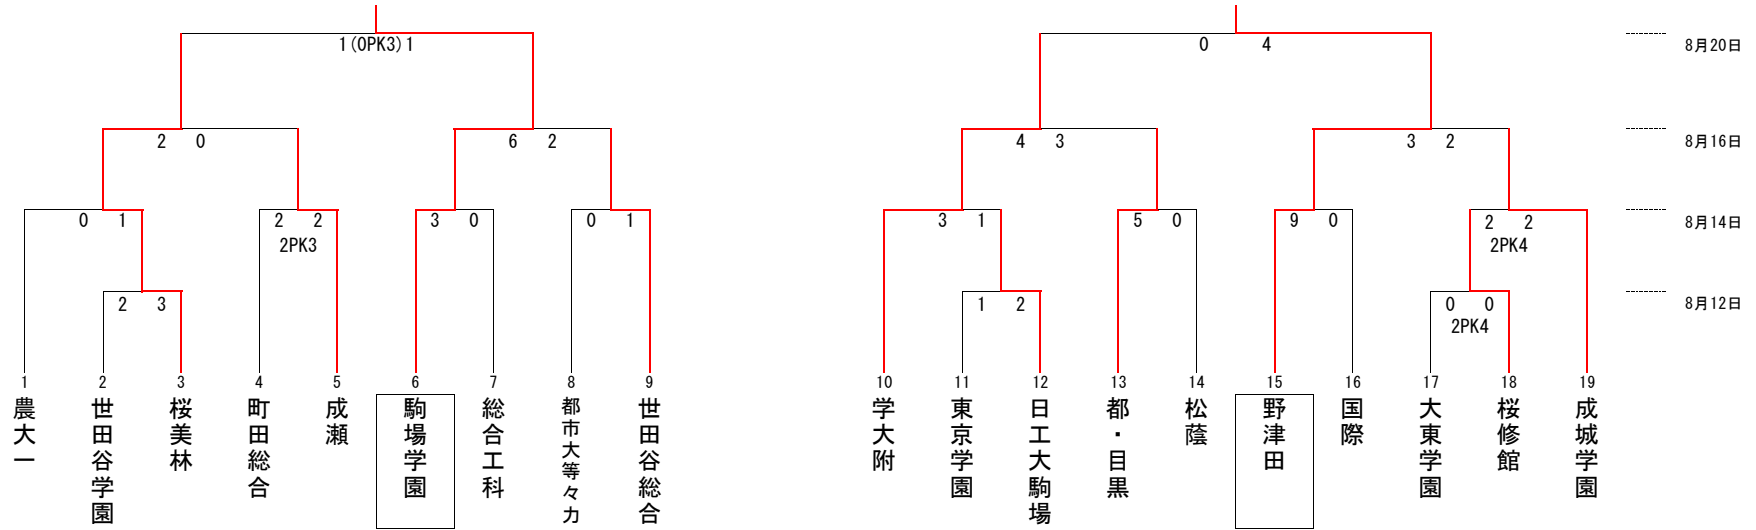 1(0PK3)1
0 4
8月20日
2 0
6 2
4 3
3 2
8月16日
0 1
2 2
3 0
0 1
3 1
5 0
9 0
2 2
8月14日
2PK3
2PK4
2 3
1 2
0 0
8月12日
2PK4
1 2 3 4 5 6 7 8 9 10 11 12 13 14 15 16 17 18 19
農大一
世田谷学園
桜美林
町田総合
成瀬
駒場学園
総合工科
都市大等々力
世田谷総合
学大附
東京学園
日工大駒場
都・目黒
松蔭
野津田
国際
大東学園
桜修館
成城学園